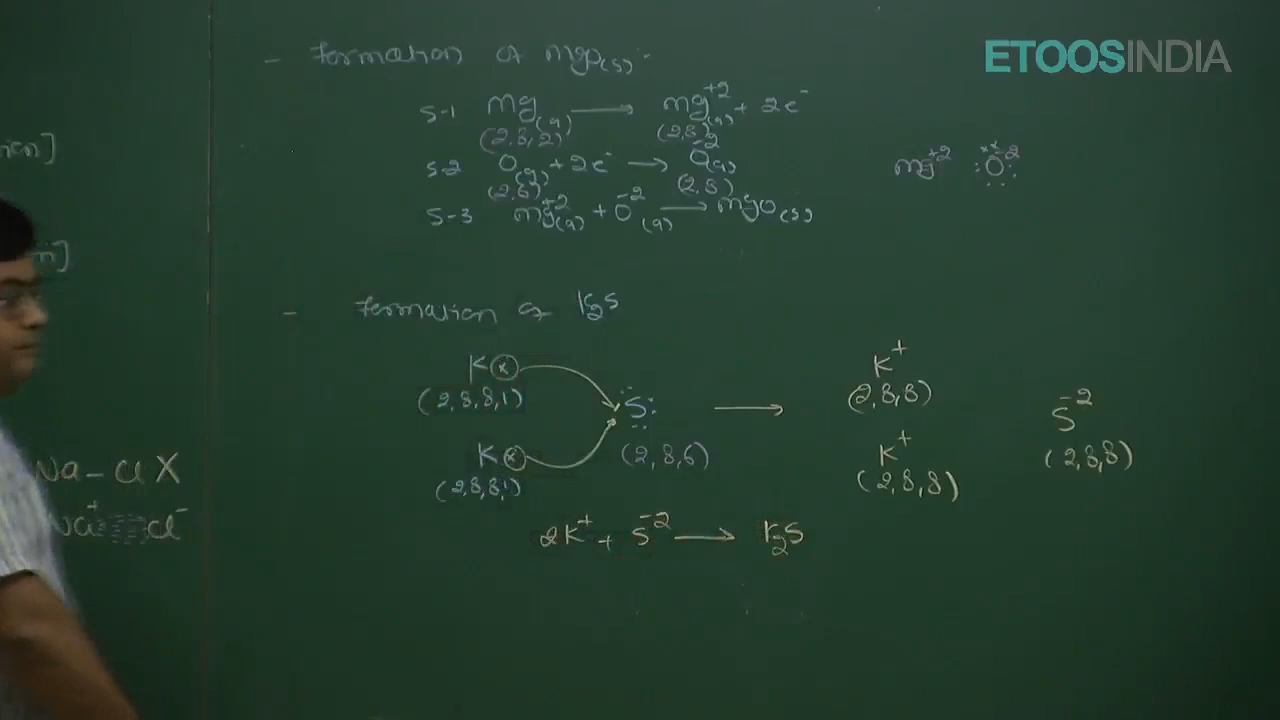 ETOOSINDIA
- Formation of MgO(s) :-
S-1 Mg(g) ⟶ Mg+2(g) + 2e-
(2,8,2) (2,8)
S-2 O(g) + 2e- ⟶ O-2(g)
(2,6) (2,8)
S-3 Mg+2(g) + O-2(g) ⟶ MgO(s)
Mg+2 :Ö:-2
- Formation of K2S
K× ⟶ K+
(2,8,8,1) (2,8,8)
S S-2
K× K+
(2,8,6) (2,8,8)
(2,8,8,1) (2,8,8)
2K+ + S-2 ⟶ K2S
Na - Cl X
Na+ Cl-